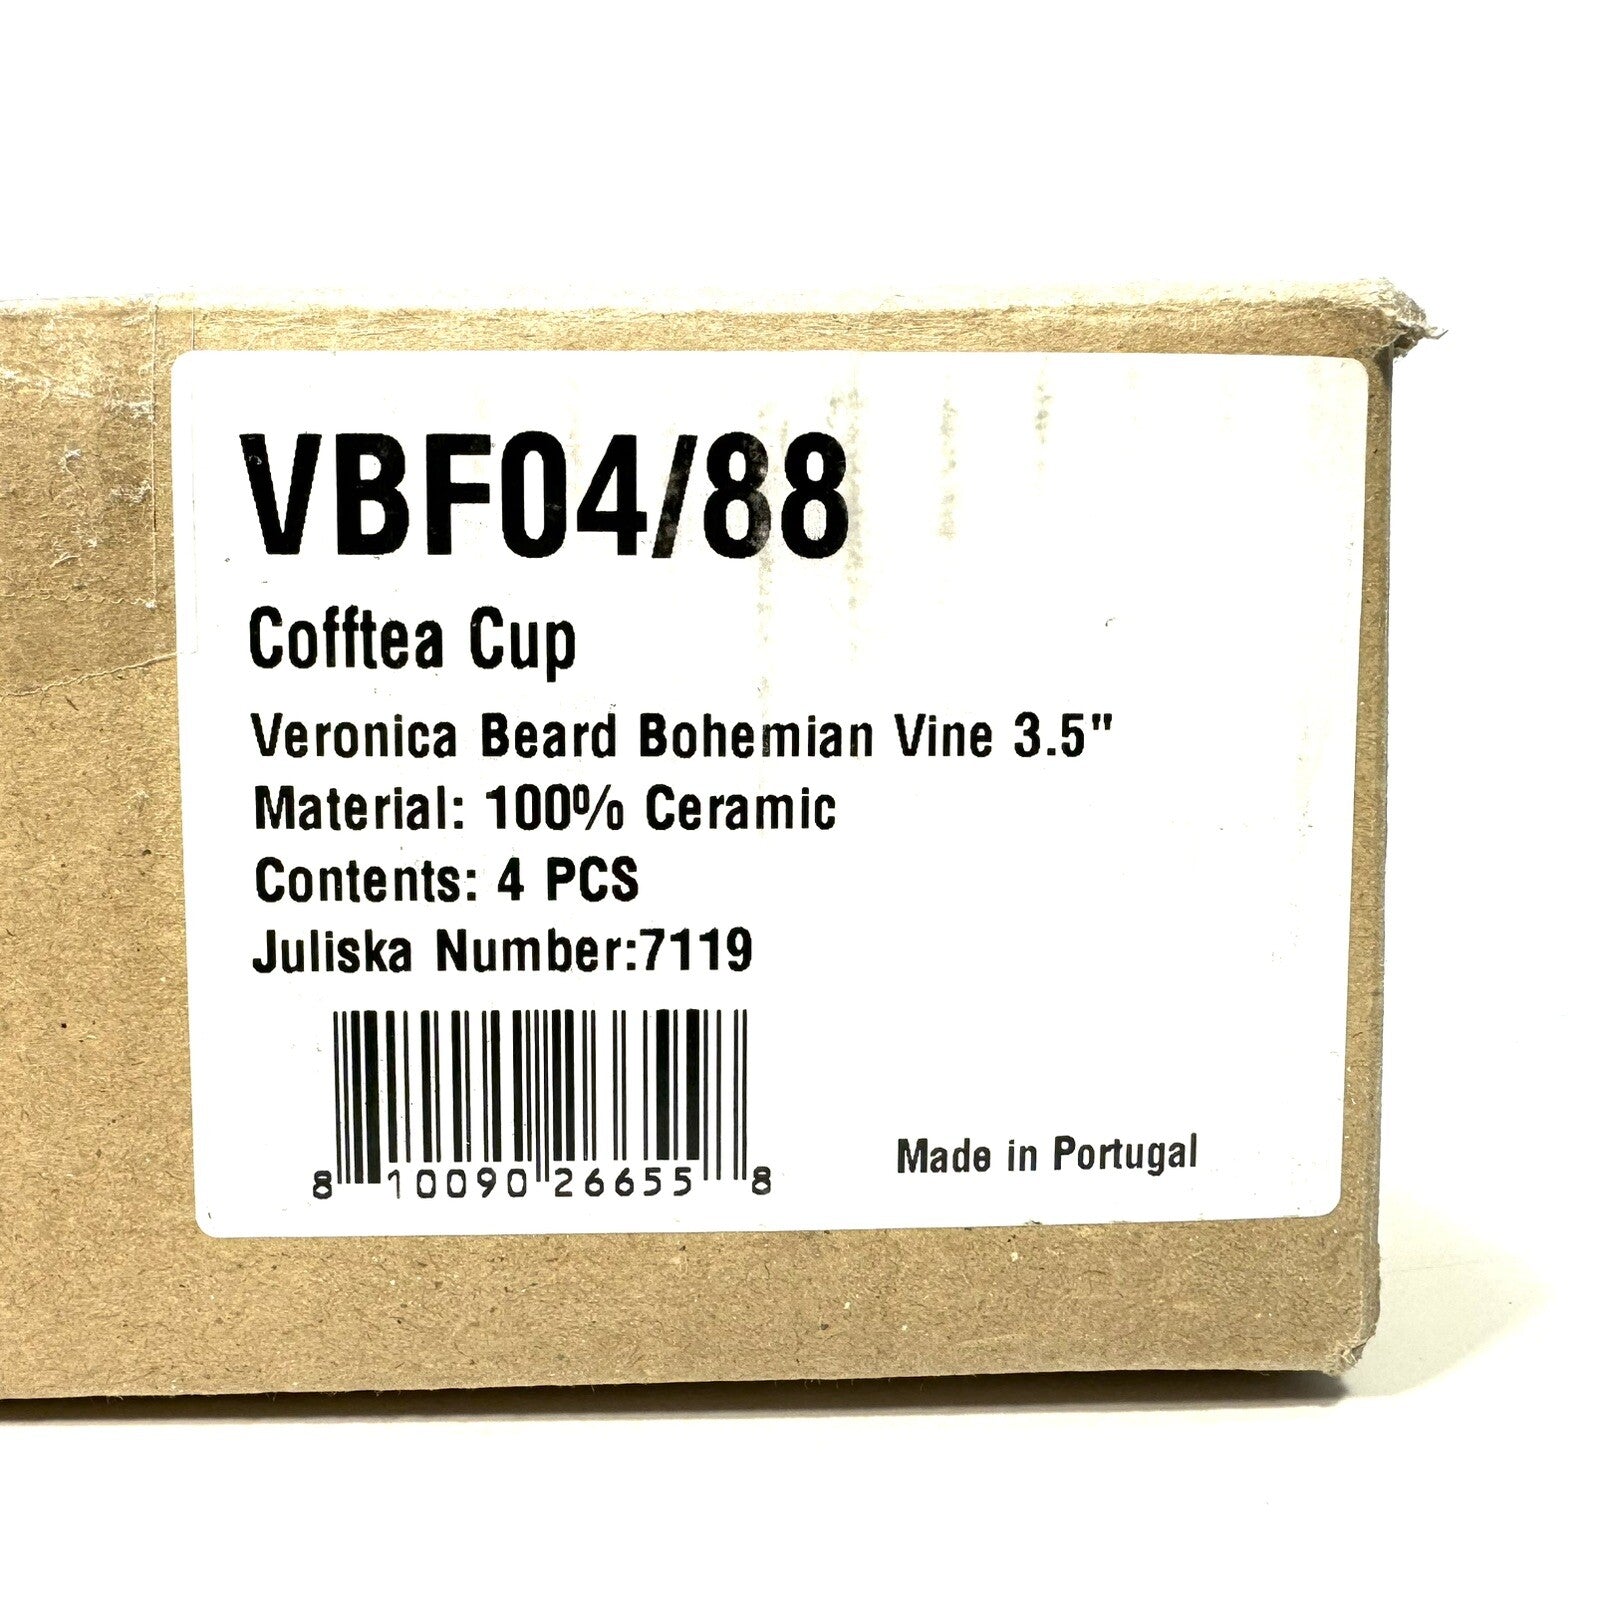 VBF04/88
Cofftea Cup
Veronica Beard Bohemian Vine 3.5"
Material: 100% Ceramic
Contents: 4 PCS
Juliska Number:7119
8 10090 26655 8
Made in Portugal